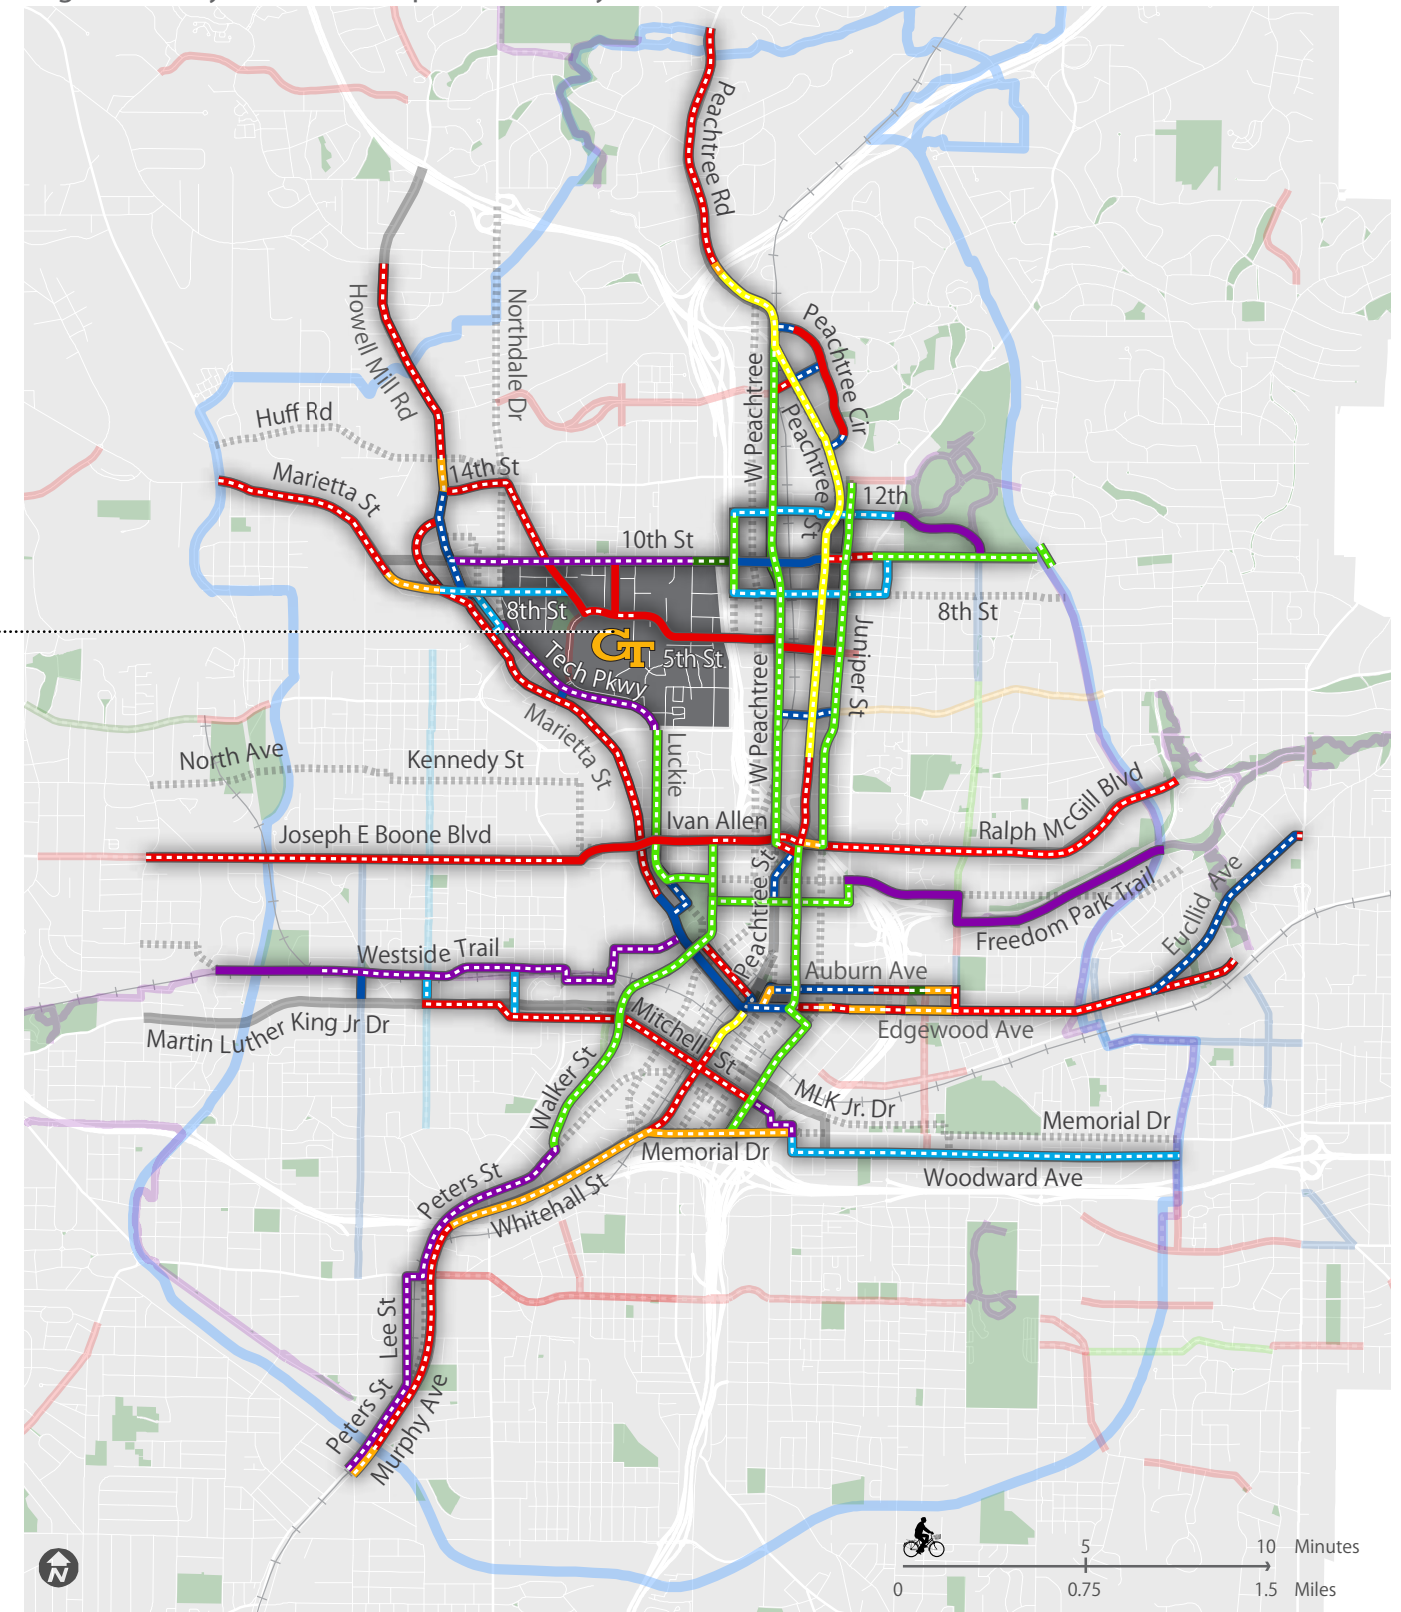 Peachtree Rd
Howell Mill Rd
Northdale Dr
Peachtree Cir
W Peachtree
Peachtree St
Huff Rd
14th St
Marietta St
12th
10th St
8th St
8th St
GT
5th St
Tech Pkwy
Juniper St
W Peachtree
Marietta St
Luckie
North Ave
Kennedy St
Ivan Allen
Joseph E Boone Blvd
Ralph McGill Blvd
Peachtree St
Eucllid Ave
Freedom Park Trail
Westside Trail
Auburn Ave
Martin Luther King Jr Dr
Mitchell St
Edgewood Ave
Walker St
MLK Jr. Dr
Memorial Dr
Memorial Dr
Woodward Ave
Peters St
Whitehall St
Lee St
Peters St
Murphy Ave
N
5 10 Minutes
0 0.75 1.5 Miles